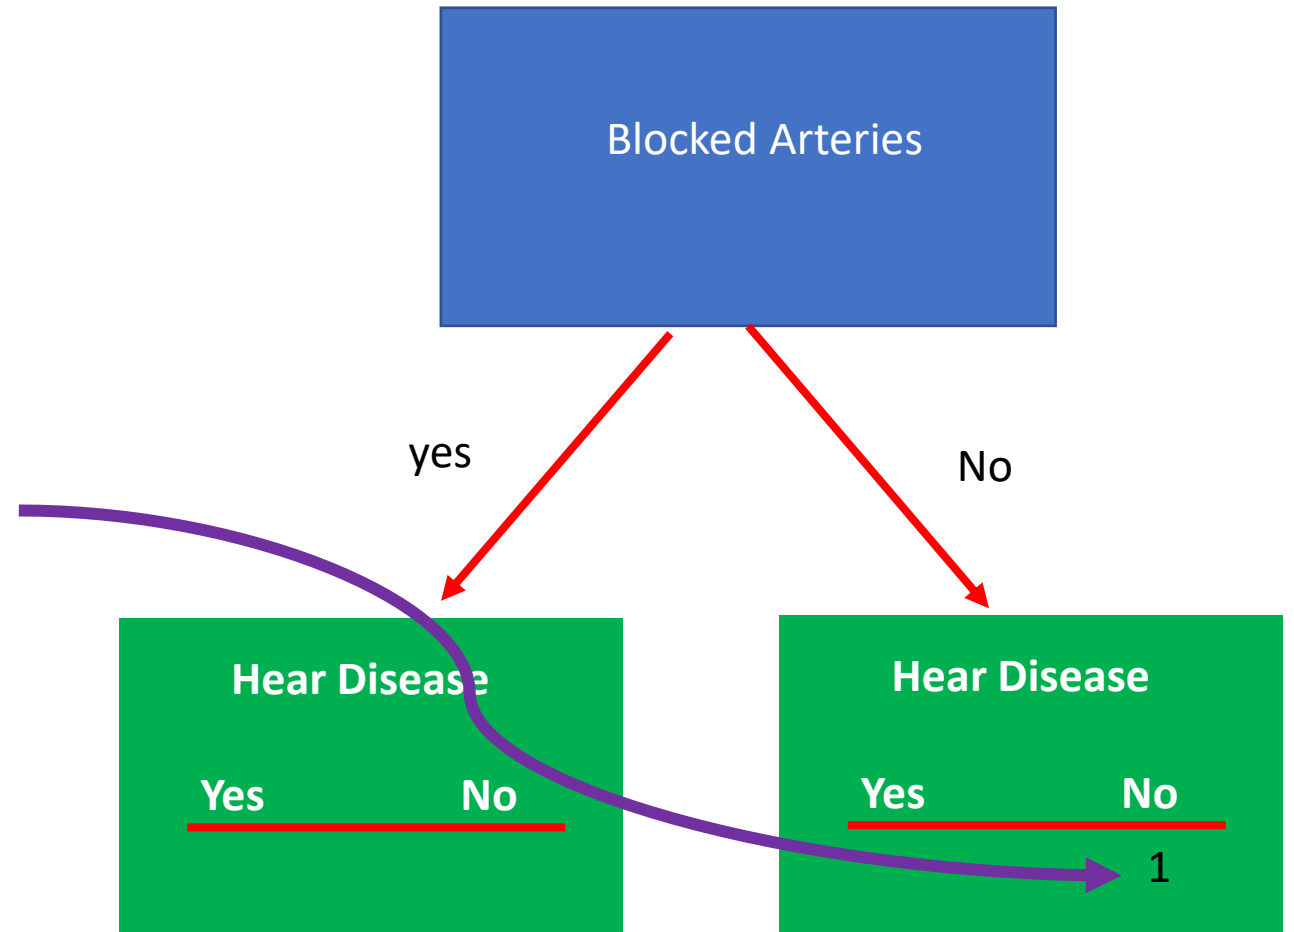 Blocked Arteries
yes
No
Hear Disease
Yes No
Hear Disease
Yes No
1